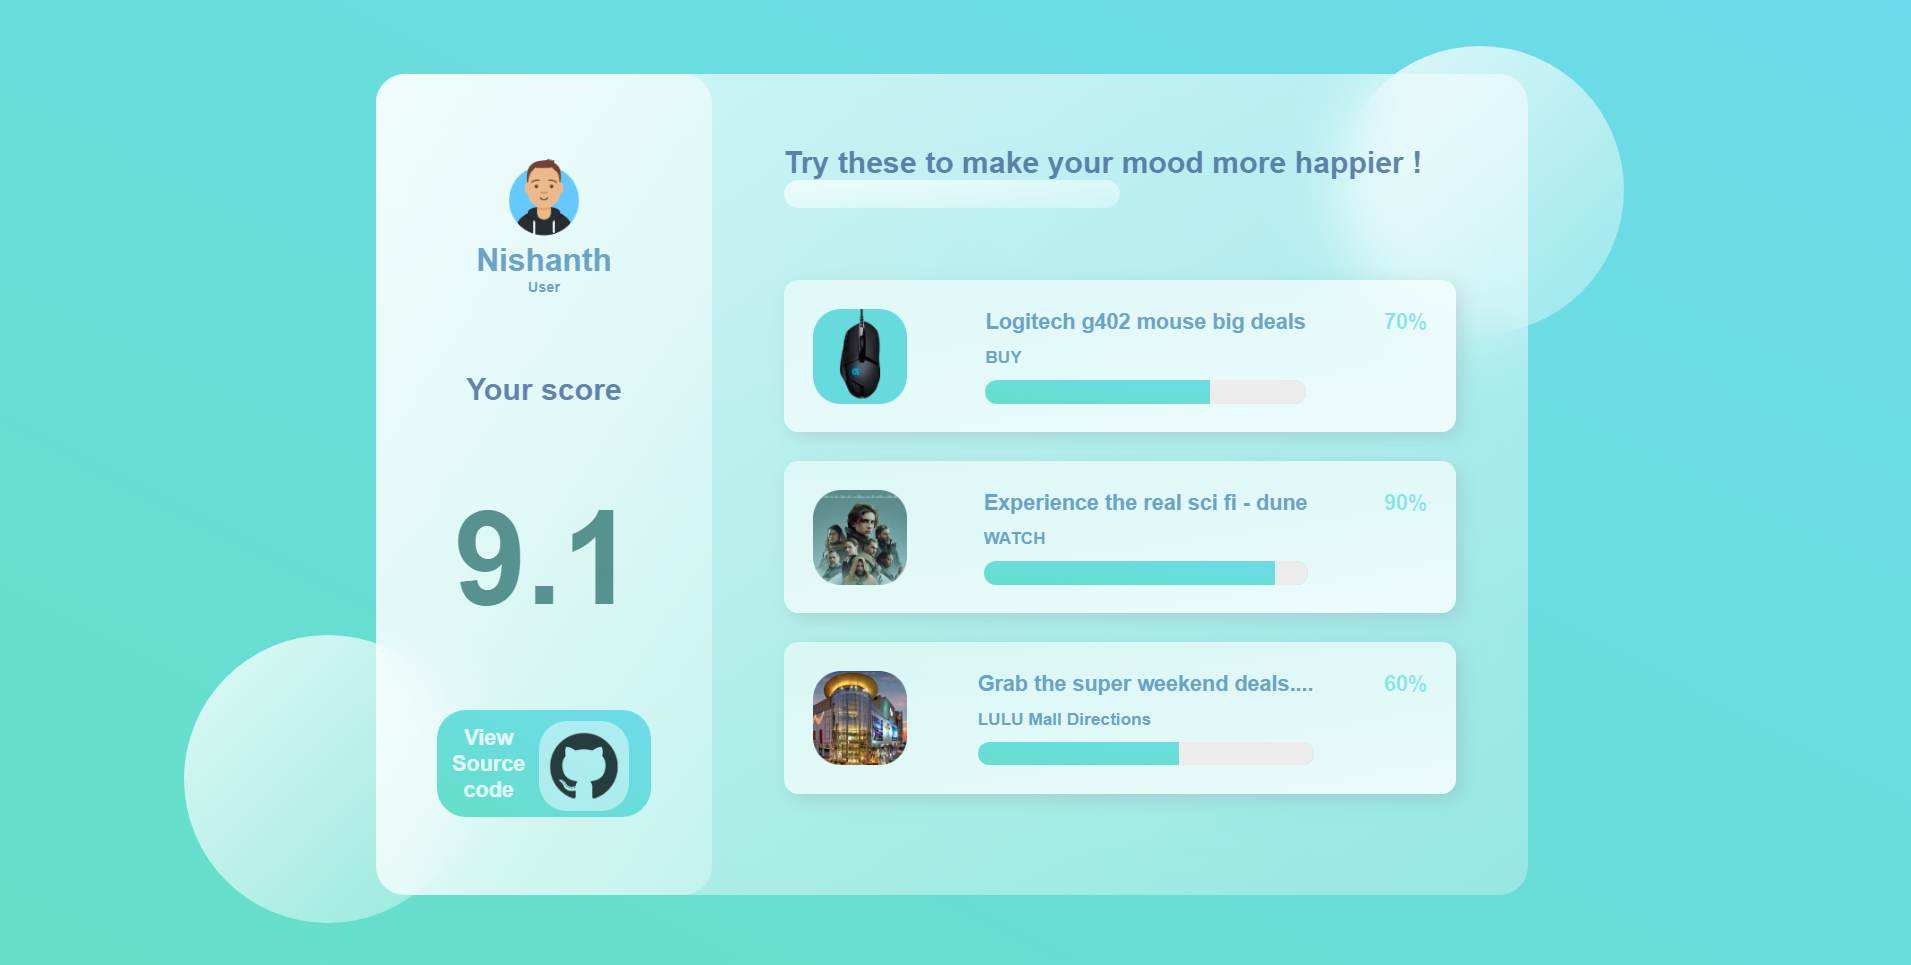 Nishanth
User
Your score
9.1
View
Source
code
Try these to make your mood more happier !
Logitech g402 mouse big deals
70%
BUY
Experience the real sci fi - dune
90%
WATCH
Grab the super weekend deals....
60%
LULU Mall Directions